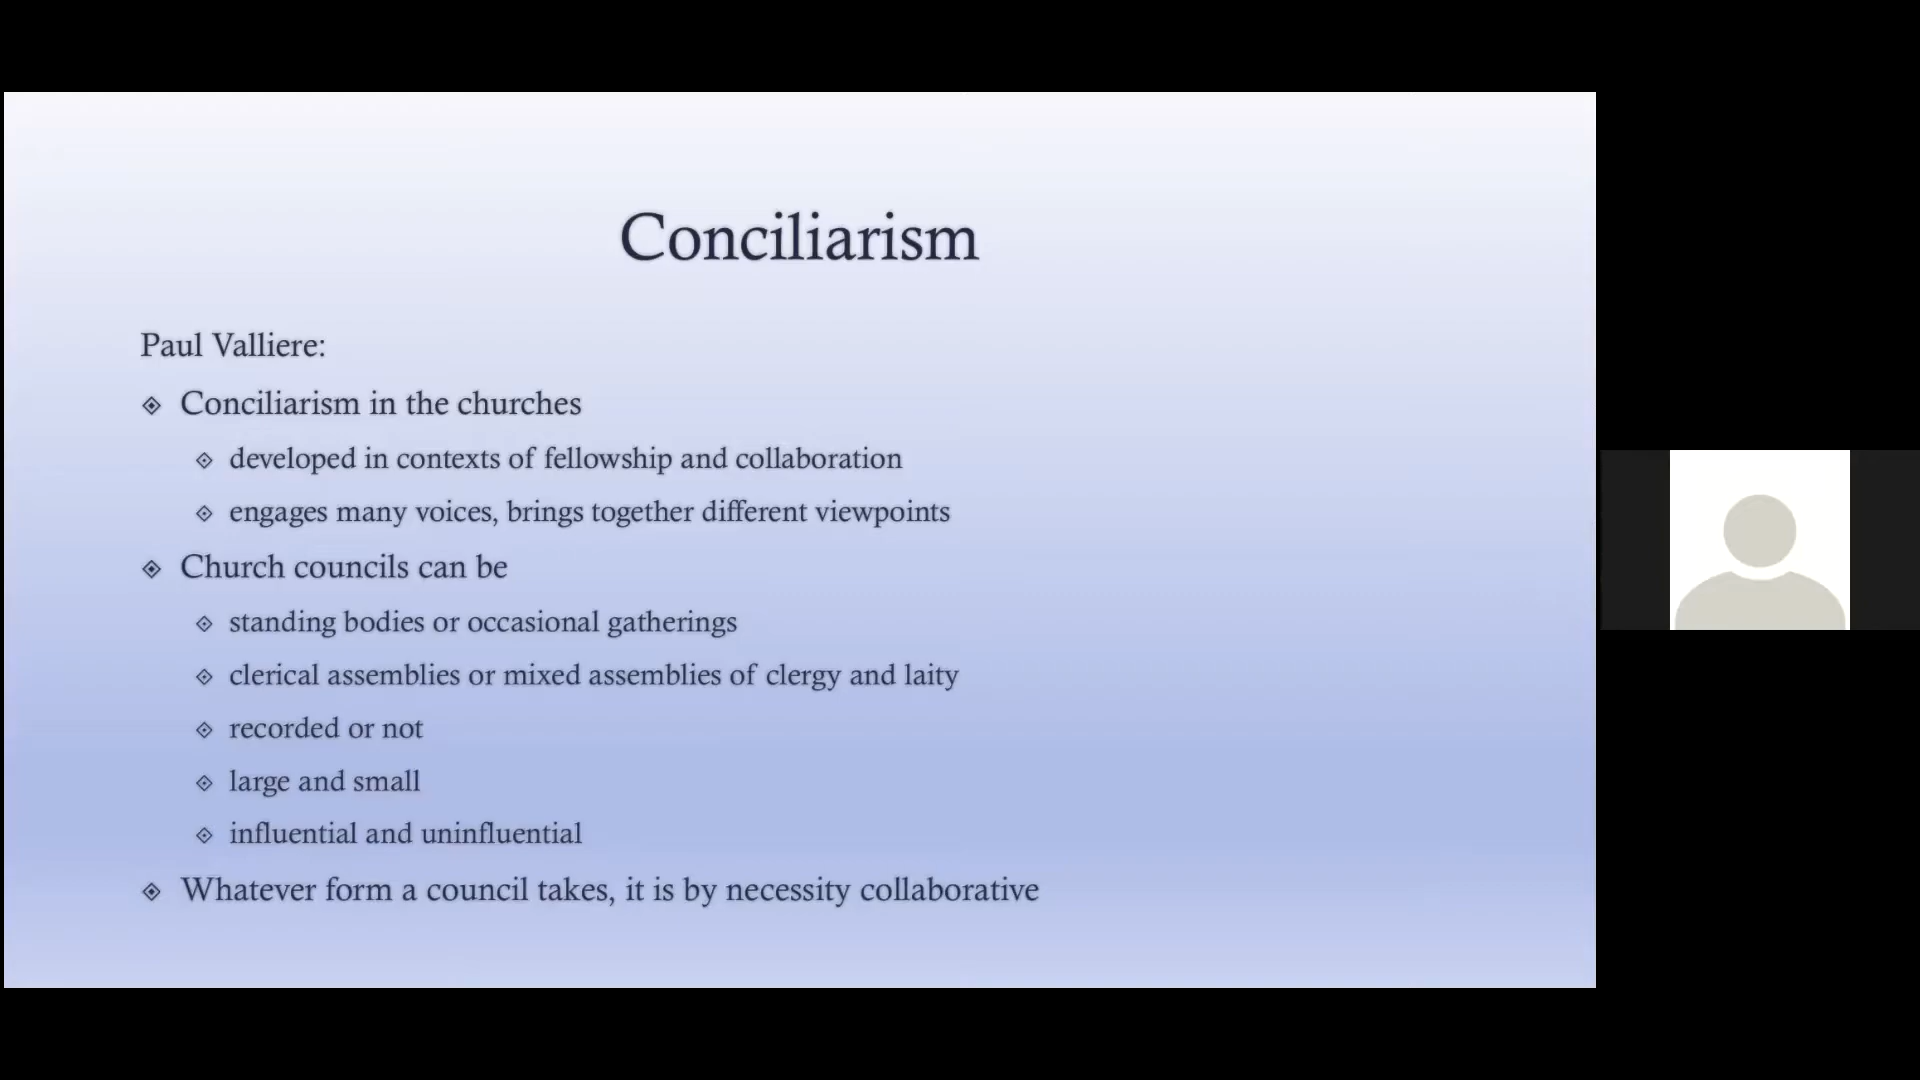 Conciliarism
Paul Valliere:
Conciliarism in the churches
developed in contexts of fellowship and collaboration
engages many voices, brings together different viewpoints
Church councils can be
standing bodies or occasional gatherings
clerical assemblies or mixed assemblies of clergy and laity
recorded or not
large and small
influential and uninfluential
Whatever form a council takes, it is by necessity collaborative